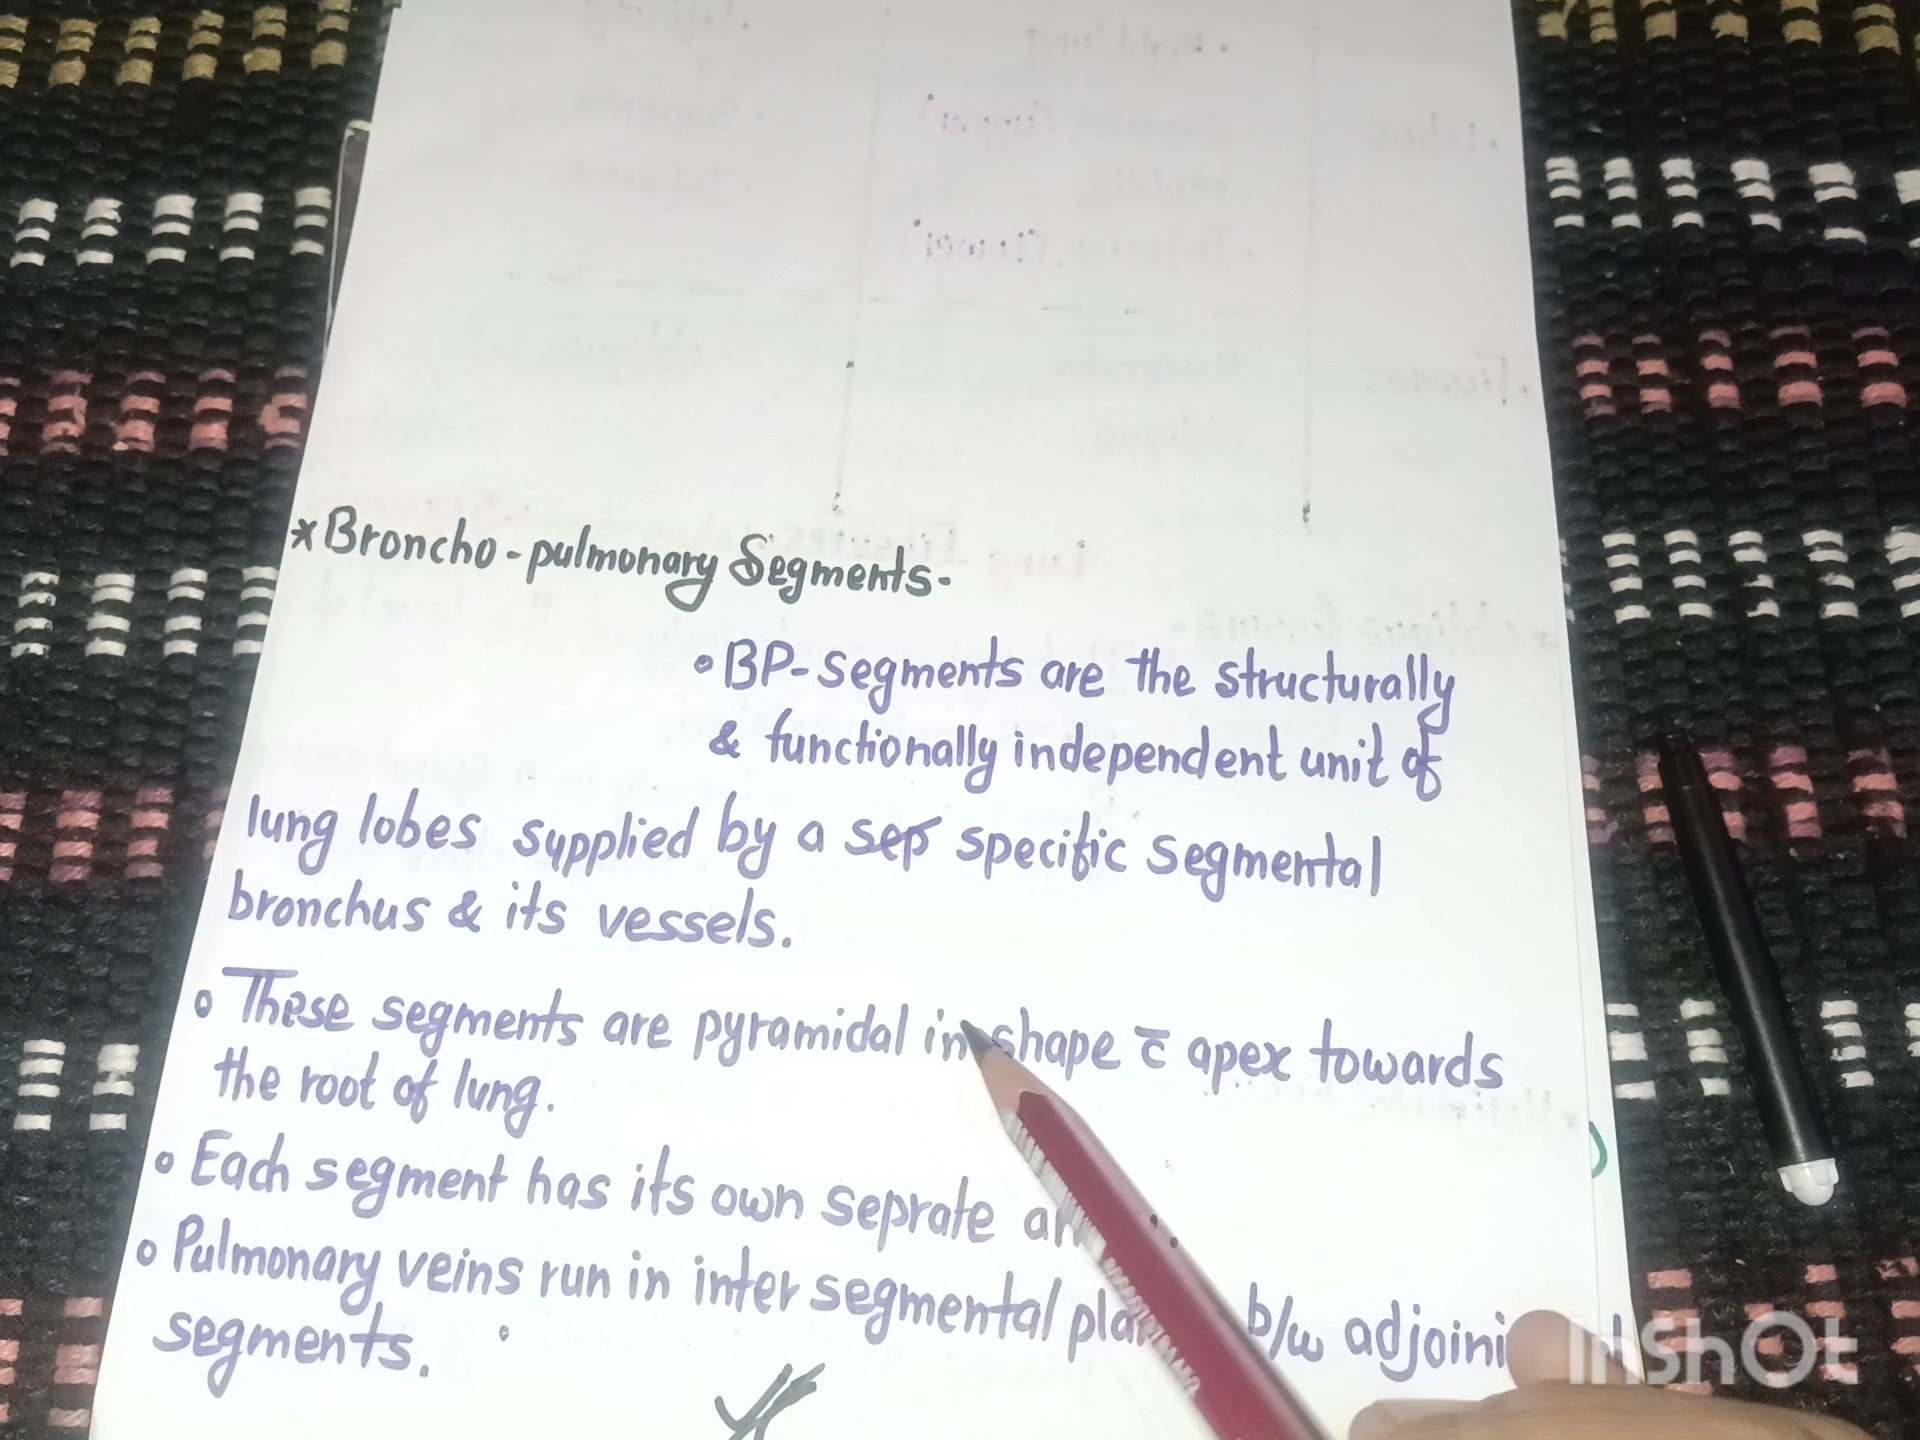 *Broncho-pulmonary Segments-
•BP-segments are the structurally
& functionally independent unit of
lung lobes supplied by a sep specific segmental
bronchus & its vessels.
• These segments are pyramidal in shape c̄ apex towards
the root of lung.
• Each segment has its own seprate
• Pulmonary veins run in inter segmental b/w
segments.
InShOt